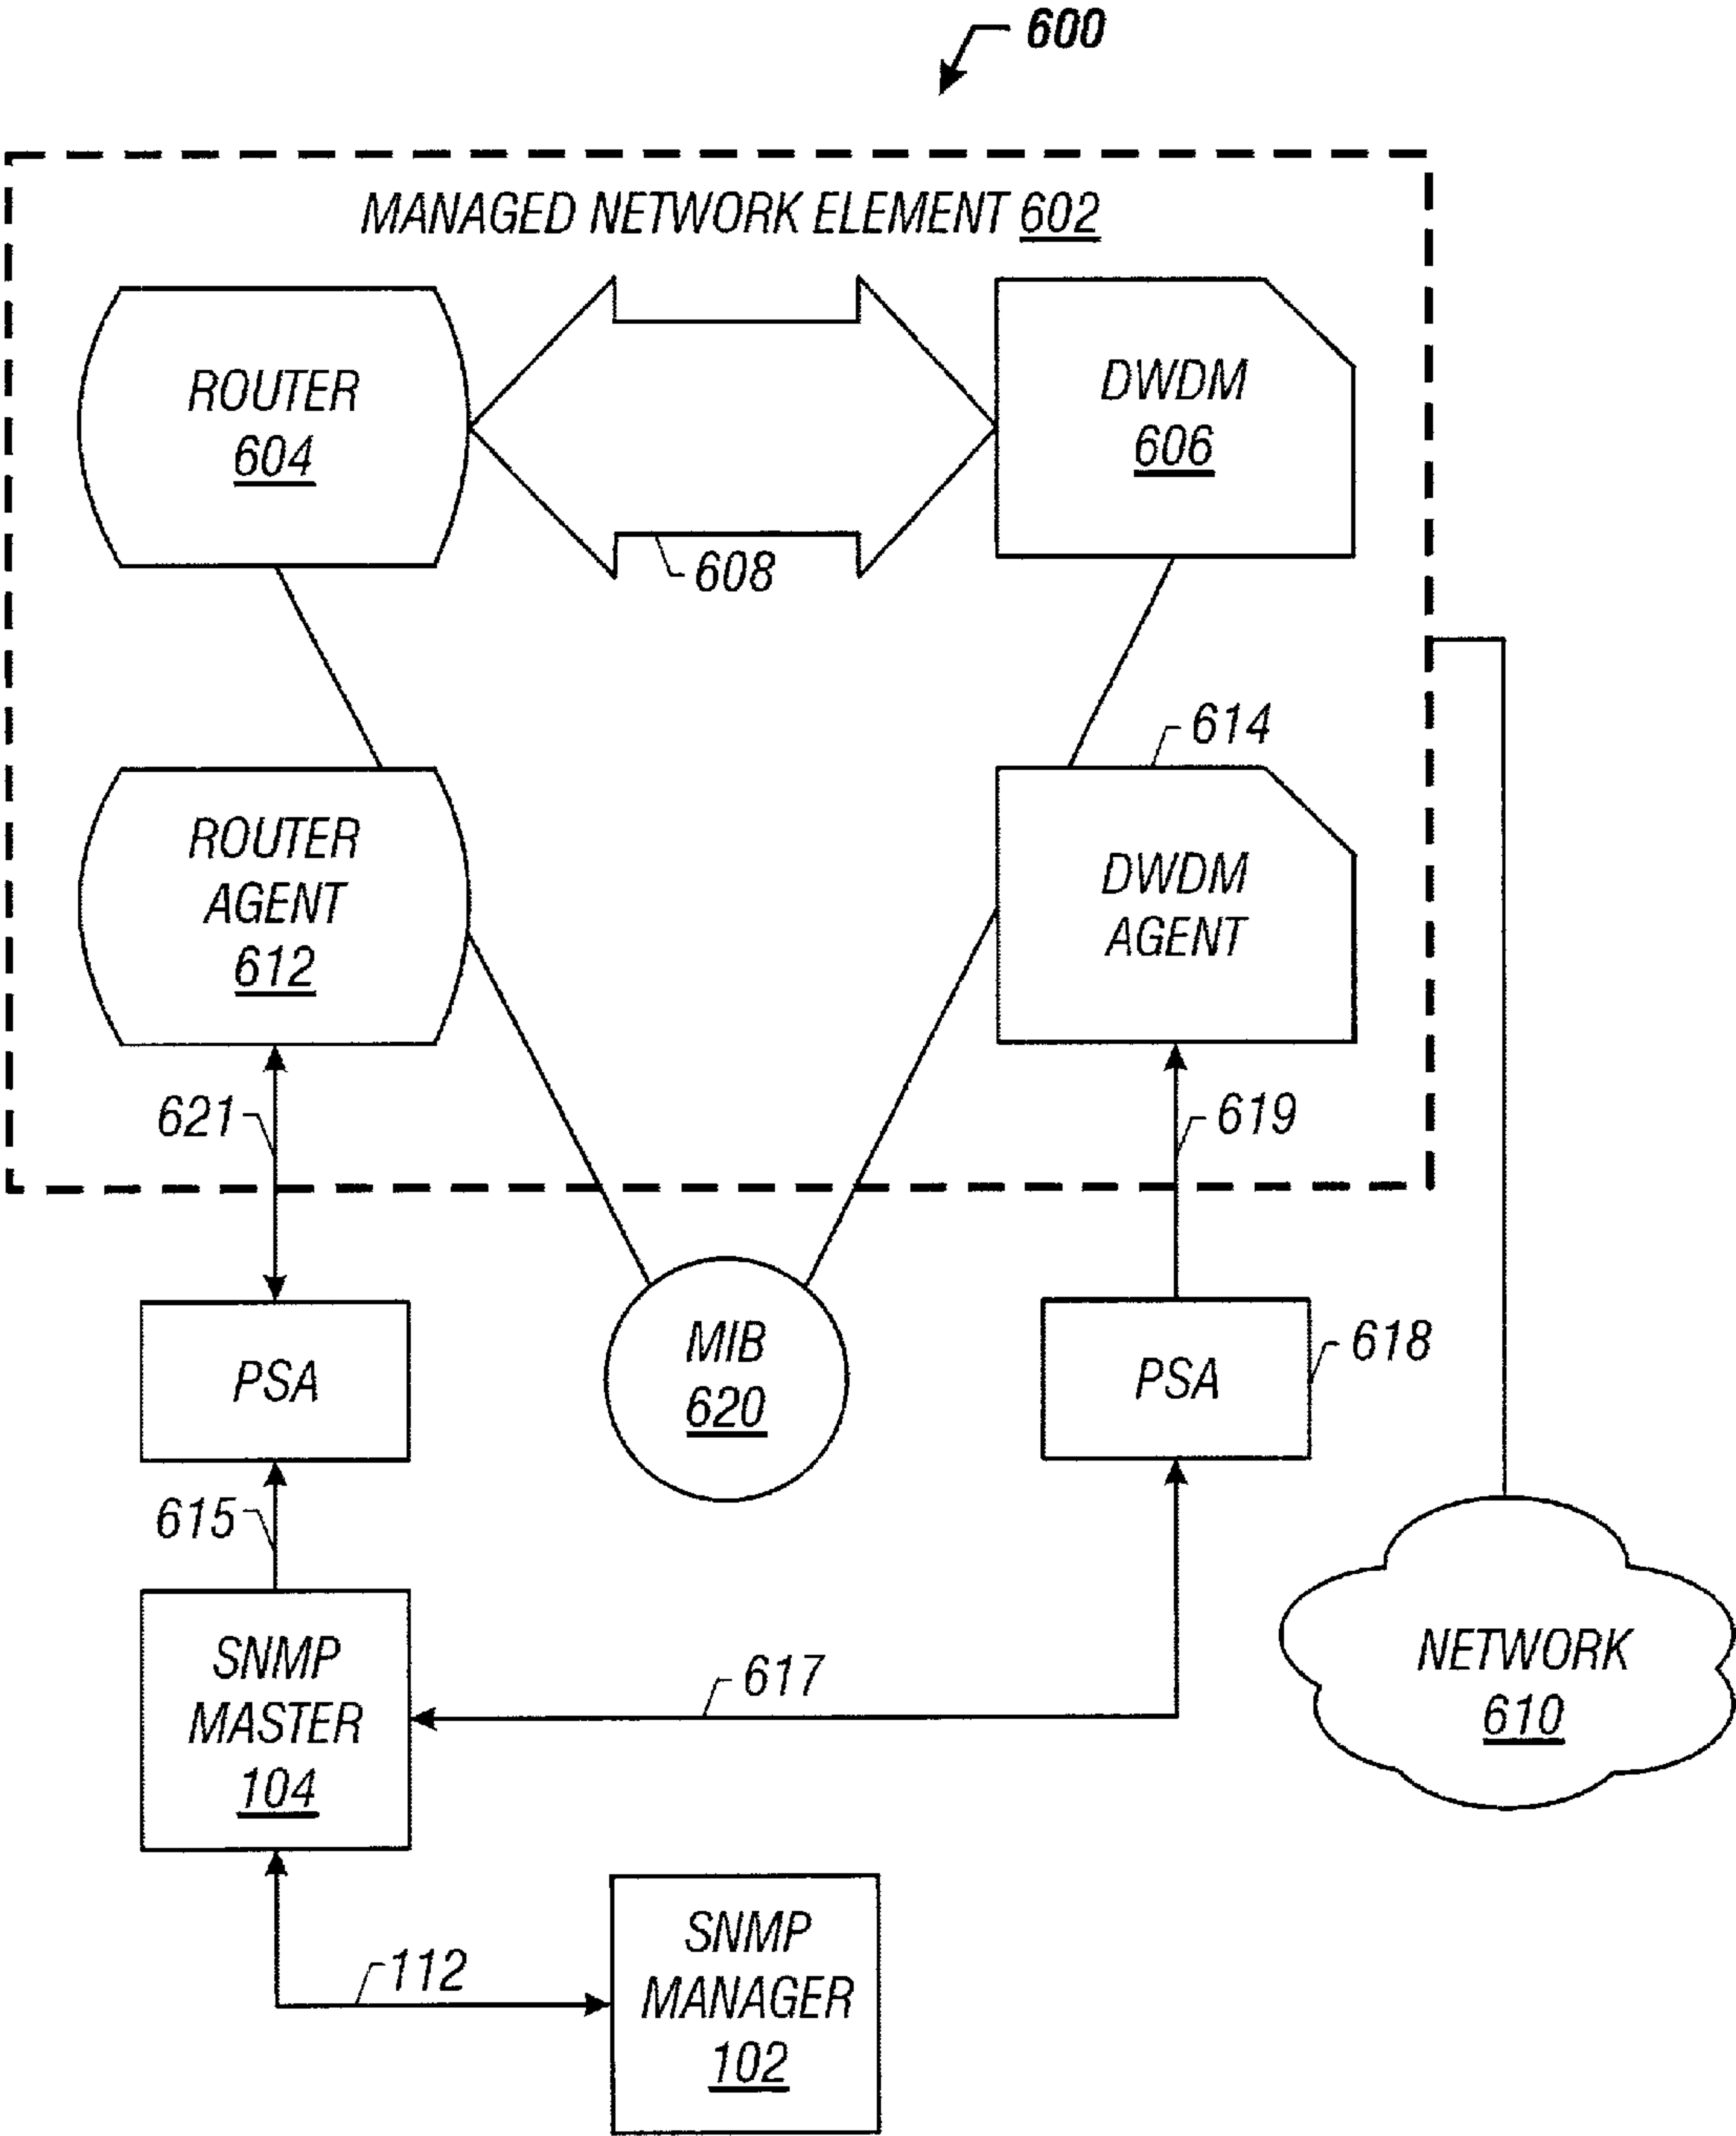 600
MANAGED NETWORK ELEMENT 602
ROUTER
604
DWDM
606
608
614
ROUTER
AGENT
612
DWDM
AGENT
621
619
PSA
MIB
620
PSA
618
615
SNMP
MASTER
104
617
NETWORK
610
112
SNMP
MANAGER
102